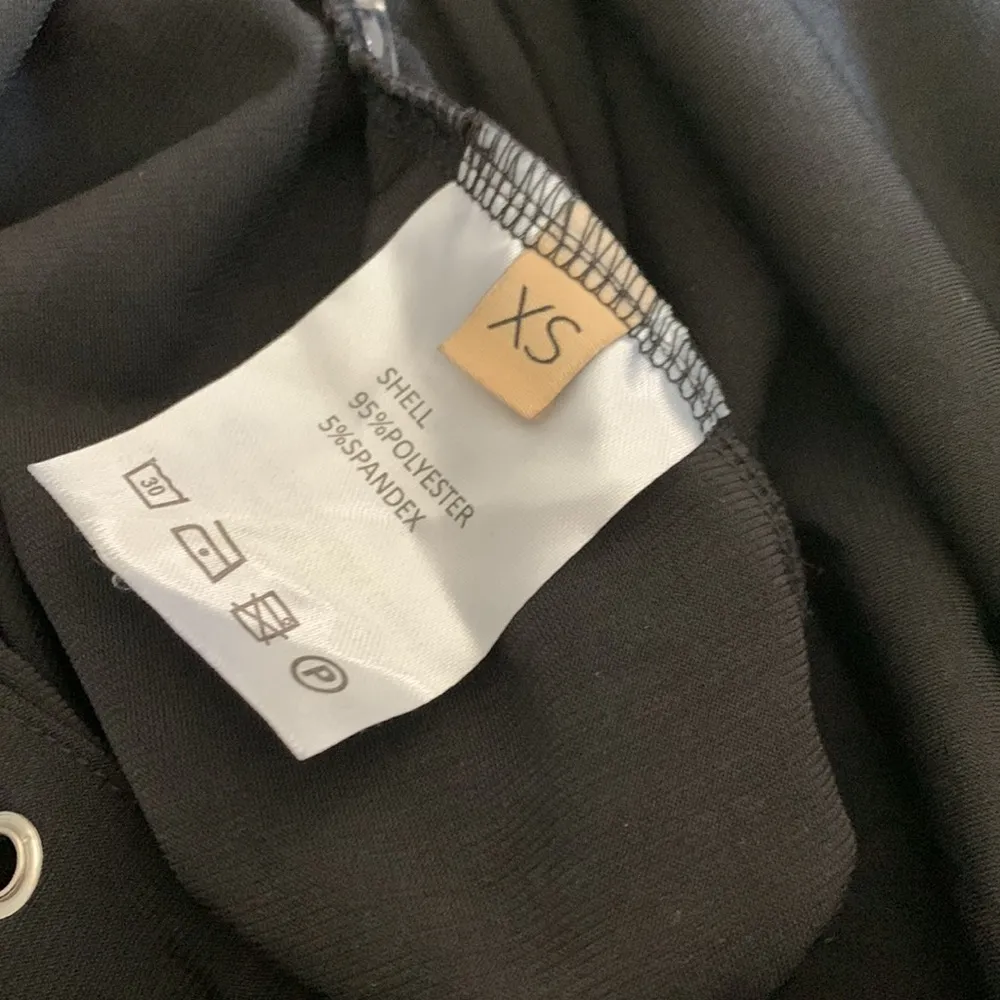 XS
SHELL
95%POLYESTER
5%SPANDEX
30
P